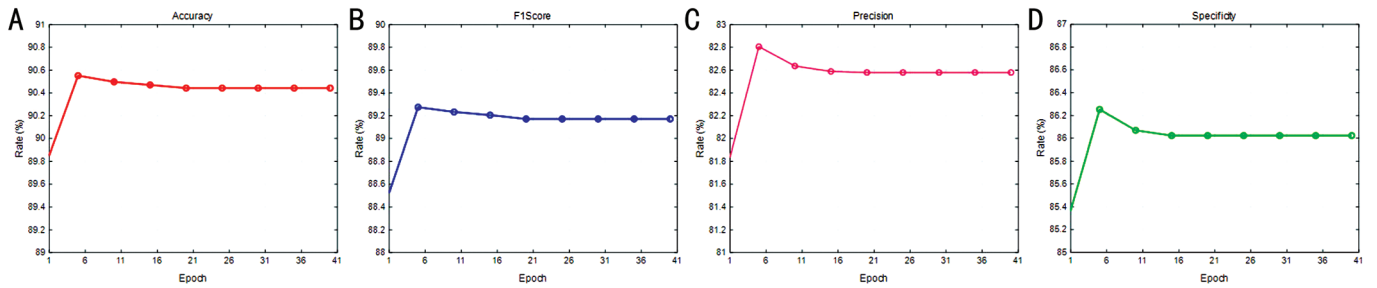 A
Accuracy
Rate (%)
91
90.8
90.6
90.4
90.2
90
89.8
89.6
89.4
89.2
89
1 6 11 16 21 26 31 36 41
Epoch
B
F1Score
Rate (%)
90
89.8
89.6
89.4
89.2
89
88.8
88.6
88.4
88.2
88
1 6 11 16 21 26 31 36 41
Epoch
C
Precision
Rate (%)
83
82.8
82.6
82.4
82.2
82
81.8
81.6
81.4
81.2
81
1 6 11 16 21 26 31 36 41
Epoch
D
Specificity
Rate (%)
87
86.8
86.6
86.4
86.2
86
85.8
85.6
85.4
85.2
85
1 6 11 16 21 26 31 36 41
Epoch